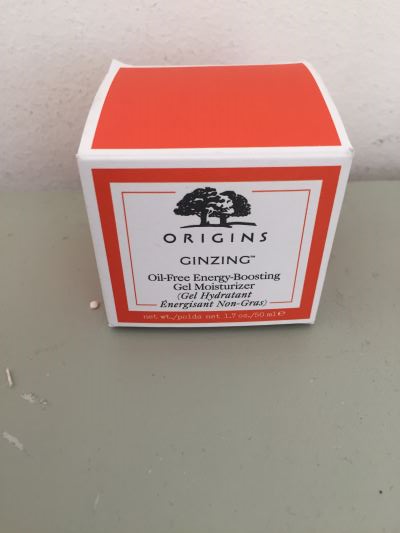 ORIGINS
GINZING™
Oil-Free Energy-Boosting
Gel Moisturizer
(Gel Hydratant
Énergisant Non-Gras)
net wt./poids net 1.7 oz./50 ml ℮